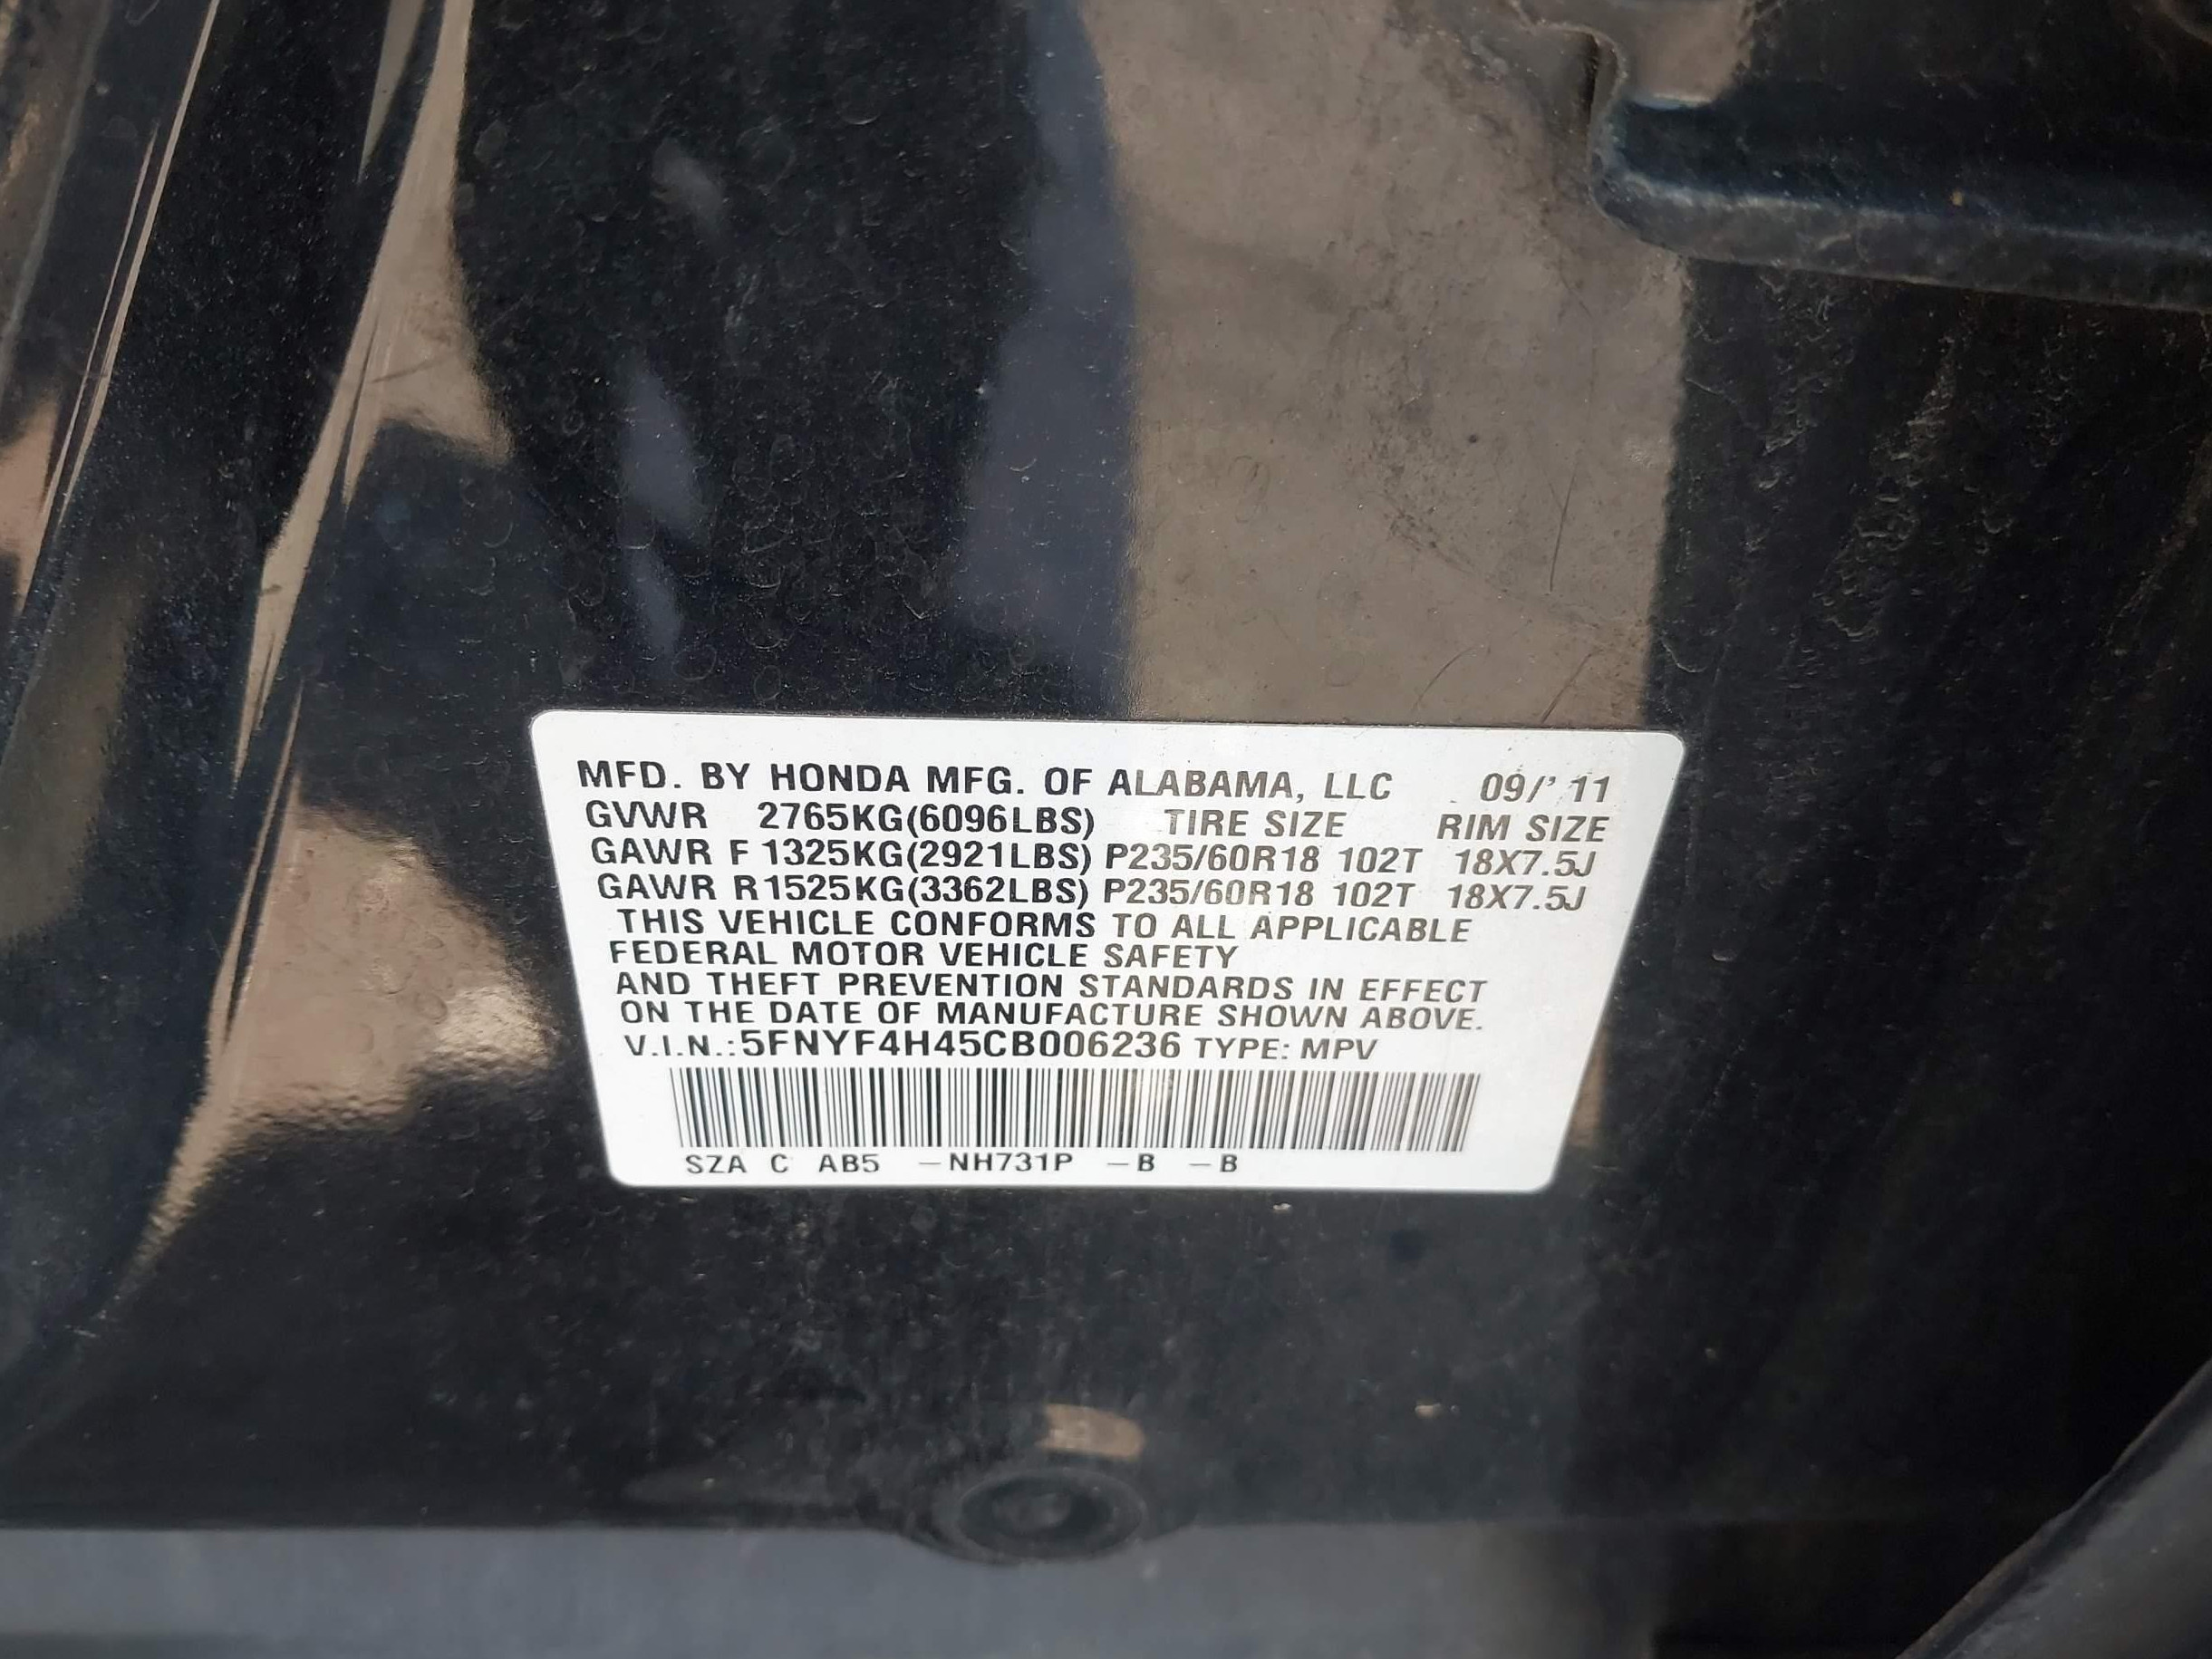 MFD. BY HONDA MFG. OF ALABAMA, LLC 09/'11
GVWR 2765KG(6096LBS) TIRE SIZE RIM SIZE
GAWR F 1325KG(2921LBS) P235/60R18 102T 18X7.5J
GAWR R 1525KG(3362LBS) P235/60R18 102T 18X7.5J
THIS VEHICLE CONFORMS TO ALL APPLICABLE
FEDERAL MOTOR VEHICLE SAFETY
AND THEFT PREVENTION STANDARDS IN EFFECT
ON THE DATE OF MANUFACTURE SHOWN ABOVE.
V.I.N.:5FNYF4H45CB006236 TYPE: MPV
SZA C AB5 -NH731P -B -B